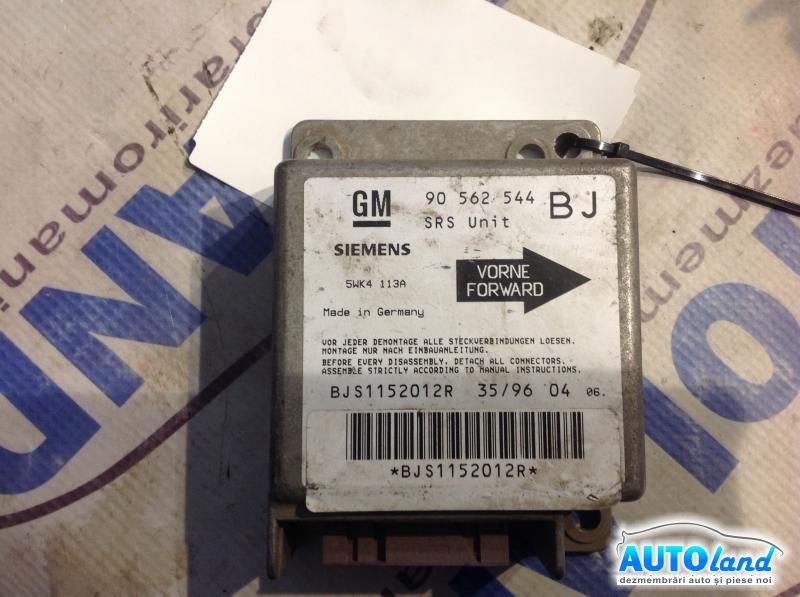 GM
90 562 544 BJ
SRS Unit
SIEMENS
5WK4 113A
VORNE
FORWARD
Made in Germany
VOR JEDER DEMONTAGE ALLE STECKVERBINDUNGEN LOESEN.
MONTAGE NUR NACH EINBAUANLEITUNG.
BEFORE EVERY DISASSEMBLY, DETACH ALL CONNECTORS.
ASSEMBLE STRICTLY ACCORDING TO MANUAL INSTRUCTIONS.
BJS1152012R 35/96 04 06.
*BJS1152012R*
AUTOland
dezmembrări auto și piese noi